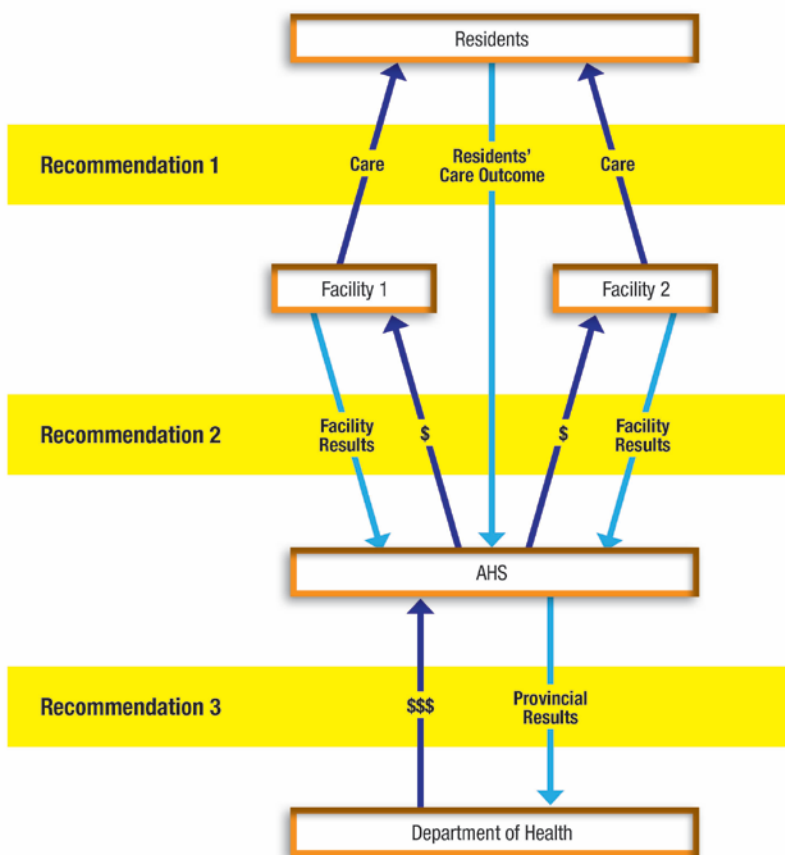 Residents
Recommendation 1
Care
Residents’
Care Outcome
Care
Facility 1
Facility 2
Recommendation 2
Facility
Results
$
$
Facility
Results
AHS
Recommendation 3
$$$
Provincial
Results
Department of Health